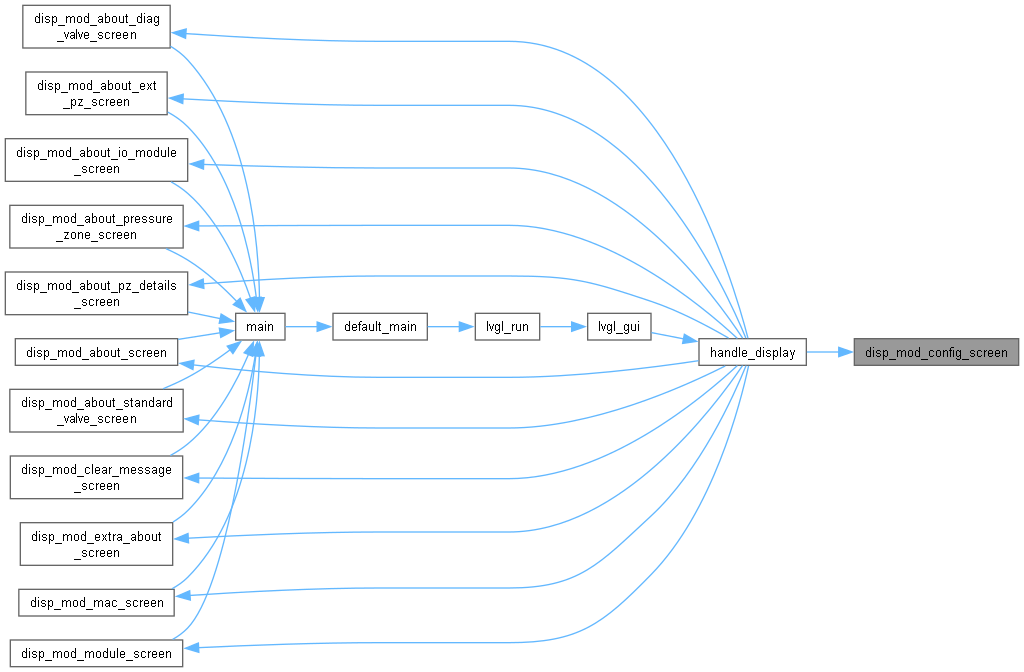 disp_mod_about_diag
_valve_screen
disp_mod_about_ext
_pz_screen
disp_mod_about_io_module
_screen
disp_mod_about_pressure
_zone_screen
disp_mod_about_pz_details
_screen
disp_mod_about_screen
disp_mod_about_standard
_valve_screen
disp_mod_clear_message
_screen
disp_mod_extra_about
_screen
disp_mod_mac_screen
disp_mod_module_screen
main
default_main
lvgl_run
lvgl_gui
handle_display
disp_mod_config_screen